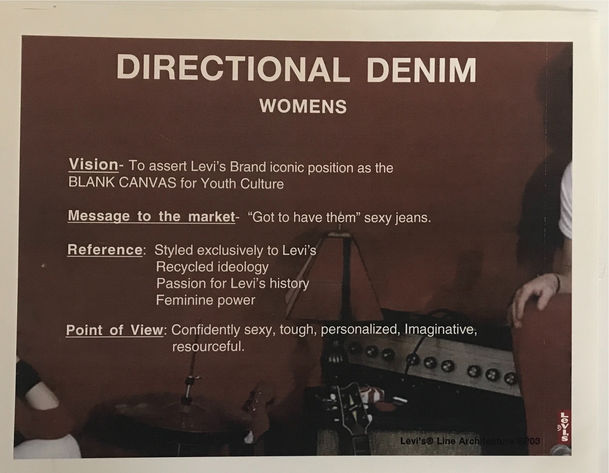 DIRECTIONAL DENIM
WOMENS
Vision- To assert Levi's Brand iconic position as the
BLANK CANVAS for Youth Culture
Message to the market- “Got to have them” sexy jeans.
Reference: Styled exclusively to Levi's
Recycled ideology
Passion for Levi's history
Feminine power
Point of View: Confidently sexy, tough, personalized, Imaginative,
resourceful.
Levi's® Line Architecture
Levi's